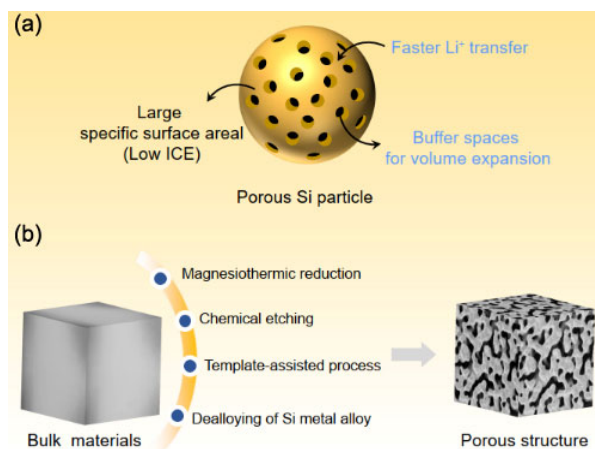 (a)
Faster Li⁺ transfer
Large
specific surface areal
(Low ICE)
Buffer spaces
for volume expansion
Porous Si particle
(b)
Magnesiothermic reduction
Chemical etching
Template-assisted process
Dealloying of Si metal alloy
Bulk materials
Porous structure